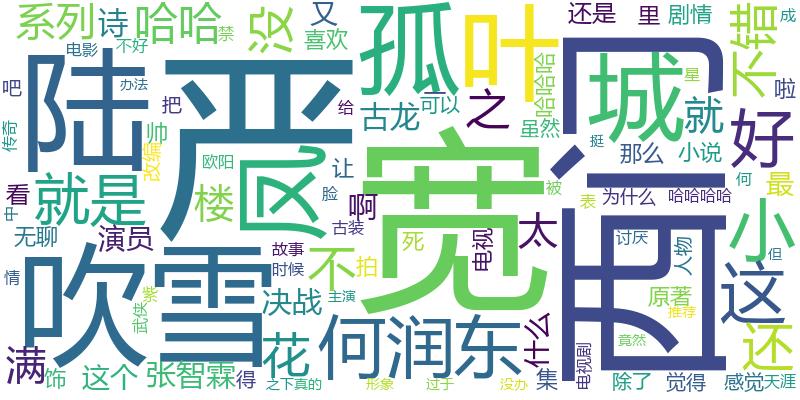 系列
诗
哈哈
没
又
喜欢
孤
叶
还是
里
剧情
不错
成
电影
不好
禁
吧
办法
陆
严
一
哈哈哈
城
啦
把
给
古龙
可以
之
虽然
就
好
星
挺
传奇
帅
改编
欧阳
凤
宽
那么
小说
看
就是
楼
让
脸
啊
被
西门
为什么
哈哈哈哈
何
最
表
中
无聊
演员
故事
古装
死
电视
太
讨厌
人物
小
但
情
吹雪
时候
不
拍
紫
武侠
决战
主演
原著
推荐
这
竟然
还
满
饰
这个
张智霖
得
花
何润东
什么
集
电视剧
除了
觉得
感觉
天涯
之下
真的
形象
过于
没办